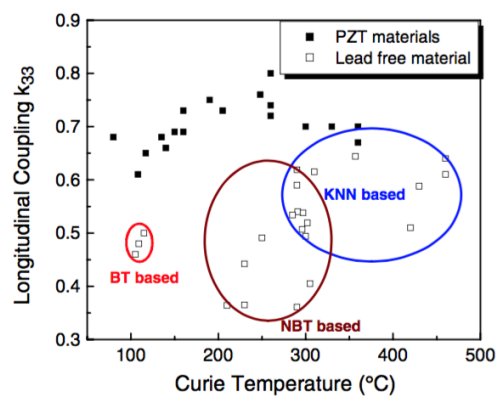 0.9
PZT materials
Lead free material
0.8
0.7
0.6
KNN based
0.5
BT based
0.4
NBT based
0.3
100
200
300
400
500
Longitudinal Coupling k33
Curie Temperature (°C)